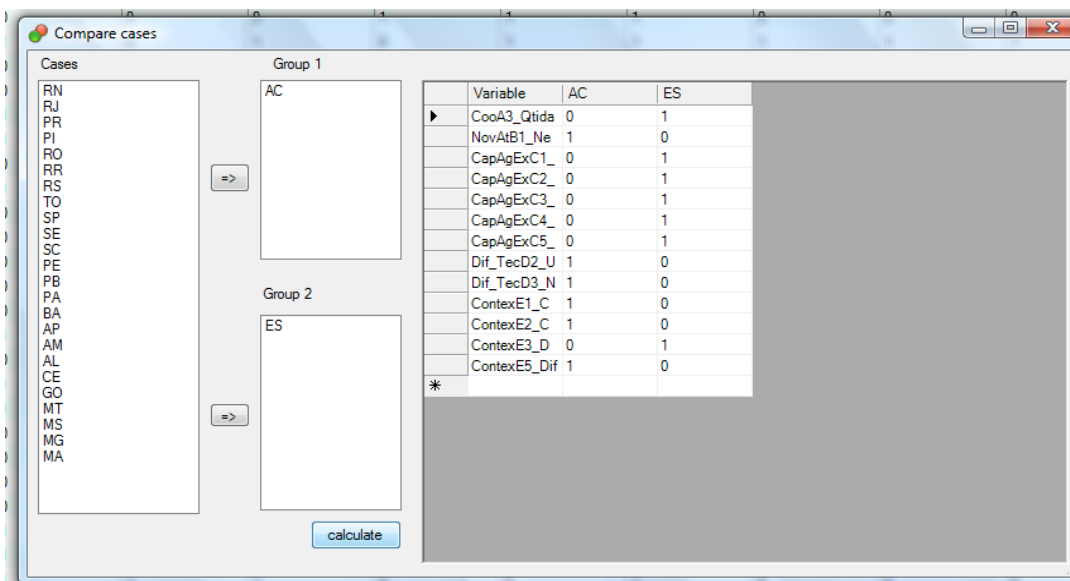 Compare cases
Cases
Group 1
RN
RJ
PR
PI
RO
RR
RS
TO
SP
SE
SC
PE
PB
PA
BA
AP
AM
AL
CE
GO
MT
MS
MG
MA
=>
=>
AC
Group 2
ES
calculate
Variable AC ES
CooA3_Qtida 0 1
NovAtB1_Ne 1 0
CapAgExC1_ 0 1
CapAgExC2_ 0 1
CapAgExC3_ 0 1
CapAgExC4_ 0 1
CapAgExC5_ 0 1
Dif_TecD2_U 1 0
Dif_TecD3_N 1 0
ContexE1_C 1 0
ContexE2_C 1 0
ContexE3_D 0 1
ContexE5_Dif 1 0